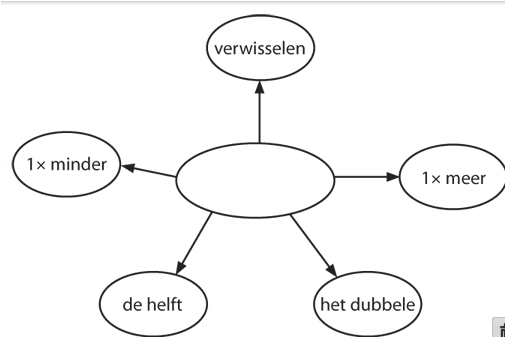 verwisselen
1× minder
1× meer
de helft
het dubbele